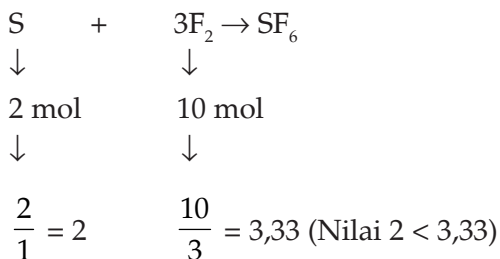 S + 3F₂ → SF₆
↓ ↓
2 mol 10 mol
↓ ↓
2/1 = 2 10/3 = 3,33 (Nilai 2 < 3,33)